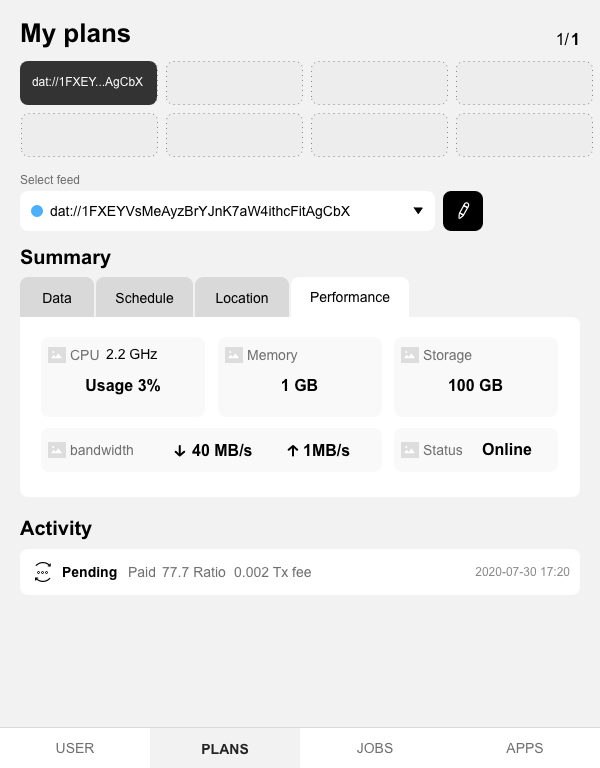 My plans
1/1
dat://1FXEY...AgCbX
Select feed
dat://1FXEYVsMeAyzBrYJnK7aW4ithcFitAgCbX
Summary
Data Schedule Location Performance
CPU 2.2 GHz Memory Storage
Usage 3% 1 GB 100 GB
bandwidth ↓ 40 MB/s ↑ 1MB/s Status Online
Activity
Pending Paid 77.7 Ratio 0.002 Tx fee 2020-07-30 17:20
USER PLANS JOBS APPS